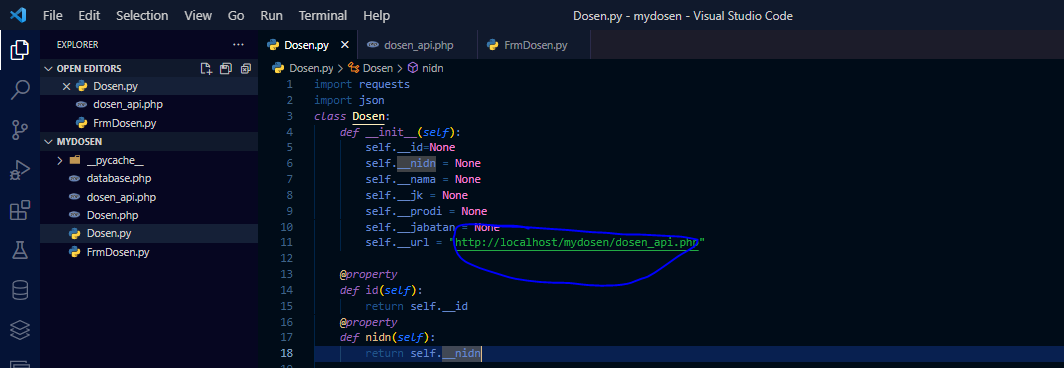 File Edit Selection View Go Run Terminal Help Dosen.py - mydosen - Visual Studio Code
EXPLORER ··· Dosen.py dosen_api.php FrmDosen.py
OPEN EDITORS
Dosen.py > Dosen > nidn
Dosen.py
dosen_api.php
FrmDosen.py
MYDOSEN
__pycache__
database.php
dosen_api.php
Dosen.php
Dosen.py
FrmDosen.py
1 import requests
2 import json
3 class Dosen:
4 def __init__(self):
5 self.__id=None
6 self.__nidn = None
7 self.__nama = None
8 self.__jk = None
9 self.__prodi = None
10 self.__jabatan = None
11 self.__url = "http://localhost/mydosen/dosen_api.php"
12
13 @property
14 def id(self):
15 return self.__id
16 @property
17 def nidn(self):
18 return self.__nidn